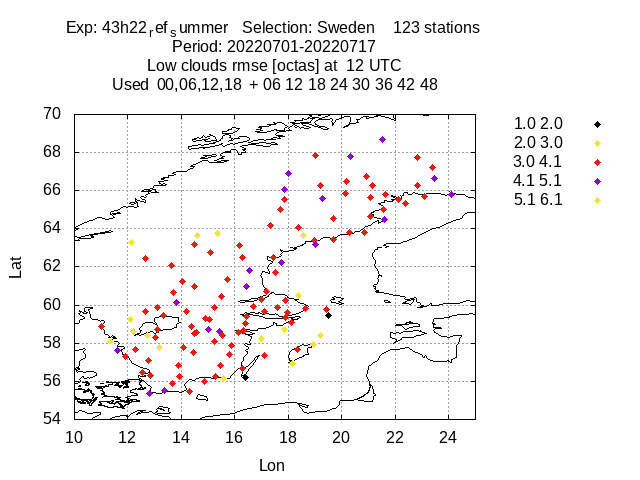 Exp: 43h22ref summer   Selection: Sweden    123 stations
Period: 20220701-20220717
Low clouds rmse [octas] at  12 UTC
Used  00,06,12,18  + 06 12 18 24 30 36 42 48
70
68
66
64
62
60
58
56
54
10 12 14 16 18 20 22 24
Lat
Lon
1.0 2.0
2.0 3.0
3.0 4.1
4.1 5.1
5.1 6.1